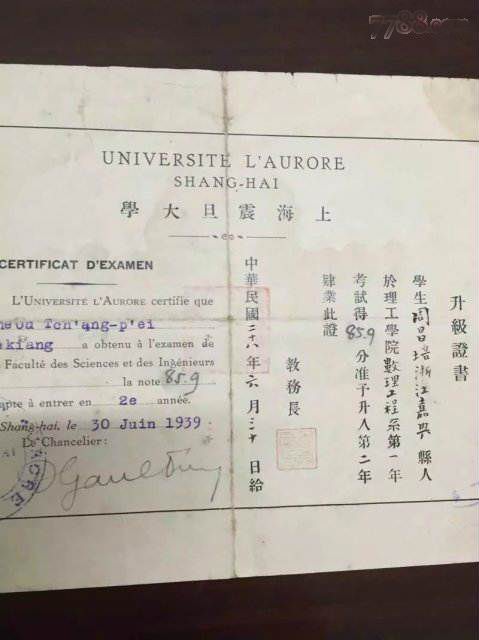 7788.com
UNIVERSITE L'AURORE
SHANG-HAI
學大旦震海上
CERTIFICAT D'EXAMEN
L'UNIVERSITÉ L'AURORE certifie que
Tch'ang-p'ei
kiang a obtenu à l'examen de
Faculté des Sciences et des Ingénieurs
la note 85.9
apte à entrer en 2e année.
Shang-hai, le 30 Juin 1939
Le Chancelier:
升級證書
學生周昌培浙江嘉興縣人
於理工學院數理工程系第一年
考試得85.9分准予升入第二年
肄業此證
教務長
中華民國二十八年六月三十日給